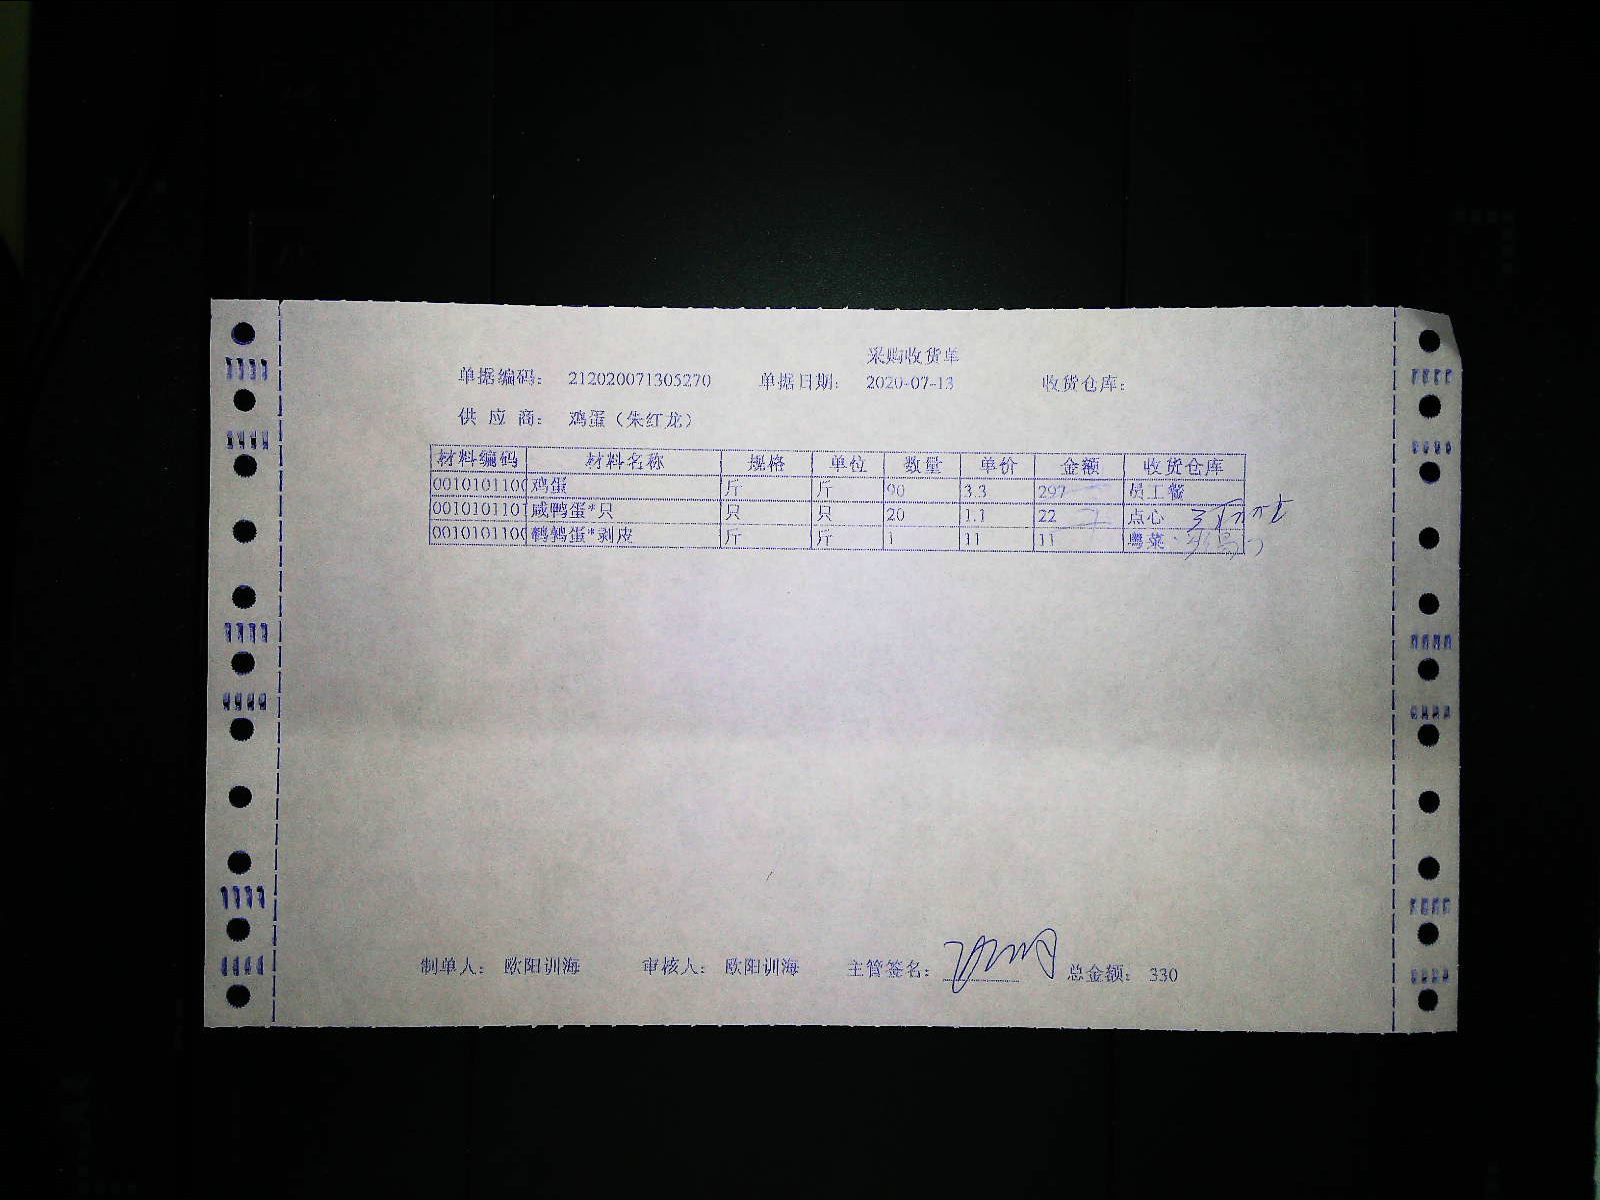 采购收货单
单据编码： 212020071305270 单据日期： 2020-07-13 收货仓库：
供 应 商： 鸡蛋（朱红龙）
材料编码 材料名称 规格 单位 数量 单价 金额 收货仓库
0010101100 鸡蛋 斤 斤 90 3.3 297 员工餐
0010101101 咸鸭蛋*只 只 只 20 1.1 22 点心
0010101100 鹌鹑蛋*剥皮 斤 斤 1 11 11 粤菜
制单人： 欧阳训海 审核人： 欧阳训海 主管签名： 总金额： 330